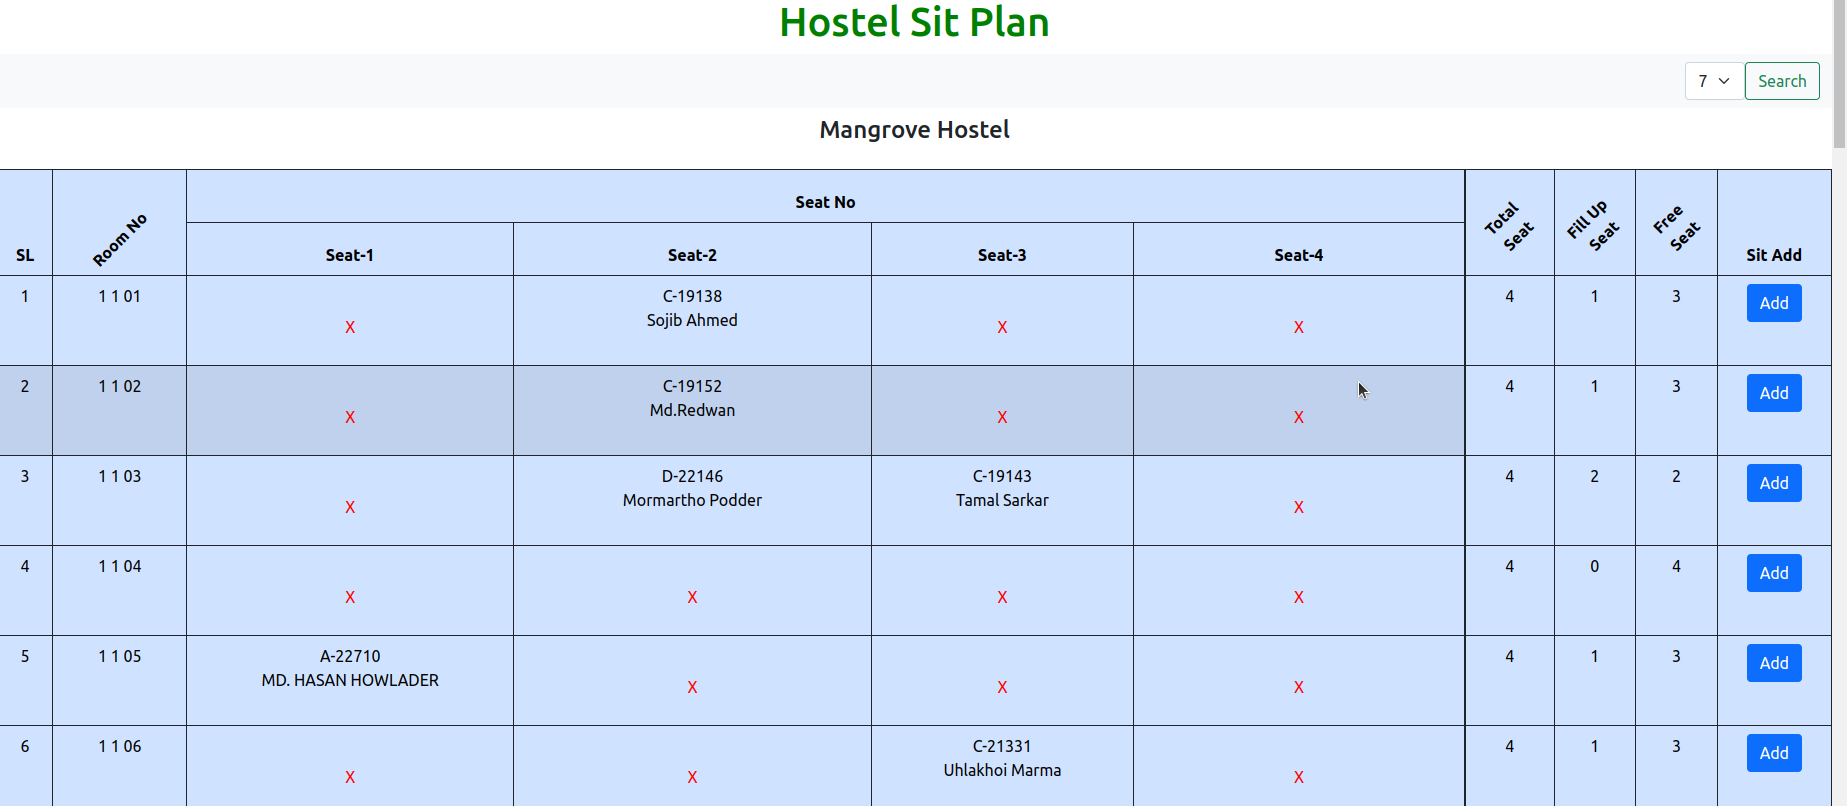 Hostel Sit Plan
7 Search
Mangrove Hostel
SL Room No Seat No Total Seat Fill Up Seat Free Seat Sit Add
Seat-1 Seat-2 Seat-3 Seat-4
1 1 1 01 X C-19138 X X 4 1 3 Add
Sojib Ahmed
2 1 1 02 X C-19152 X X 4 1 3 Add
Md.Redwan
3 1 1 03 X D-22146 C-19143 X 4 2 2 Add
Mormartho Podder Tamal Sarkar
4 1 1 04 X X X X 4 0 4 Add
5 1 1 05 A-22710 X X X 4 1 3 Add
MD. HASAN HOWLADER
6 1 1 06 X X C-21331 X 4 1 3 Add
Uhlakhoi Marma